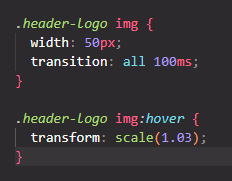 .header-logo img {
  width: 50px;
  transition: all 100ms;
}

.header-logo img:hover {
  transform: scale(1.03);
}